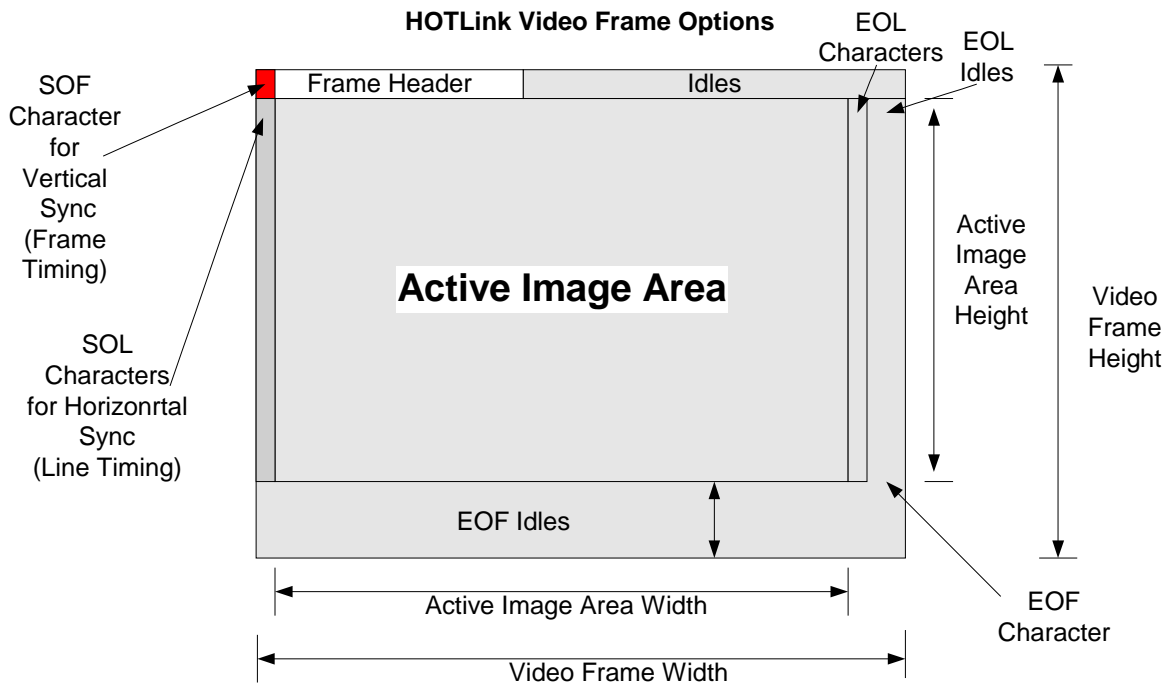 HOTLink Video Frame Options
EOL
Characters
EOL
Idles
SOF
Character
for
Vertical
Sync
(Frame
Timing)
Frame Header
Idles
Active Image Area
Active
Image
Area
Height
Video
Frame
Height
SOL
Characters
for Horizonrtal
Sync
(Line Timing)
EOF Idles
Active Image Area Width
EOF
Character
Video Frame Width